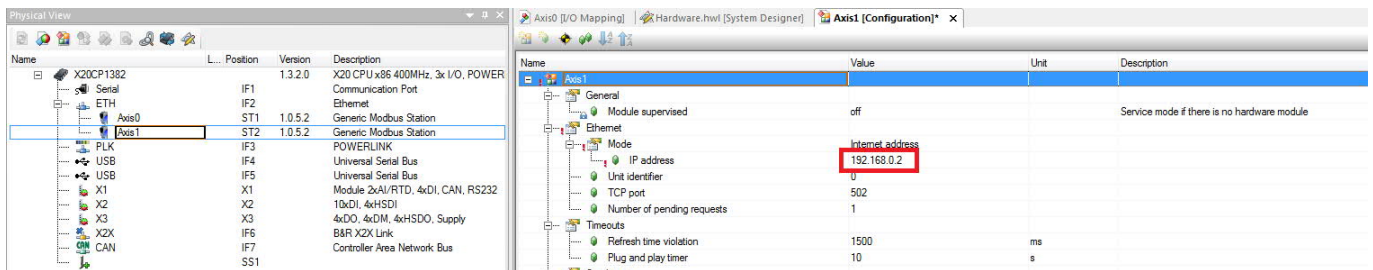 Physical View
Name L... Position Version Description
X20CP1382 1.3.2.0 X20 CPU x86 400MHz, 3x I/O, POWER
Serial IF1 Communication Port
ETH IF2 Ethernet
Axis0 ST1 1.0.5.2 Generic Modbus Station
Axis1 ST2 1.0.5.2 Generic Modbus Station
PLK IF3 POWERLINK
USB IF4 Universal Serial Bus
USB IF5 Universal Serial Bus
X1 X1 Module 2xAI/RTD, 4xDI, CAN, RS232
X2 X2 10xDI, 4xHSDI
X3 X3 4xDO, 4xDM, 4xHSDO, Supply
X2X IF6 B&R X2X Link
CAN IF7 Controller Area Network Bus
SS1
Axis0 [I/O Mapping] Hardware.hwl [System Designer] Axis1 [Configuration]* x
Name Value Unit Description
Axis1
General
Module supervised off Service mode if there is no hardware module
Ethernet
Mode Internet address
IP address 192.168.0.2
Unit identifier 0
TCP port 502
Number of pending requests 1
Timeouts
Refresh time violation 1500 ms
Plug and play timer 10 s